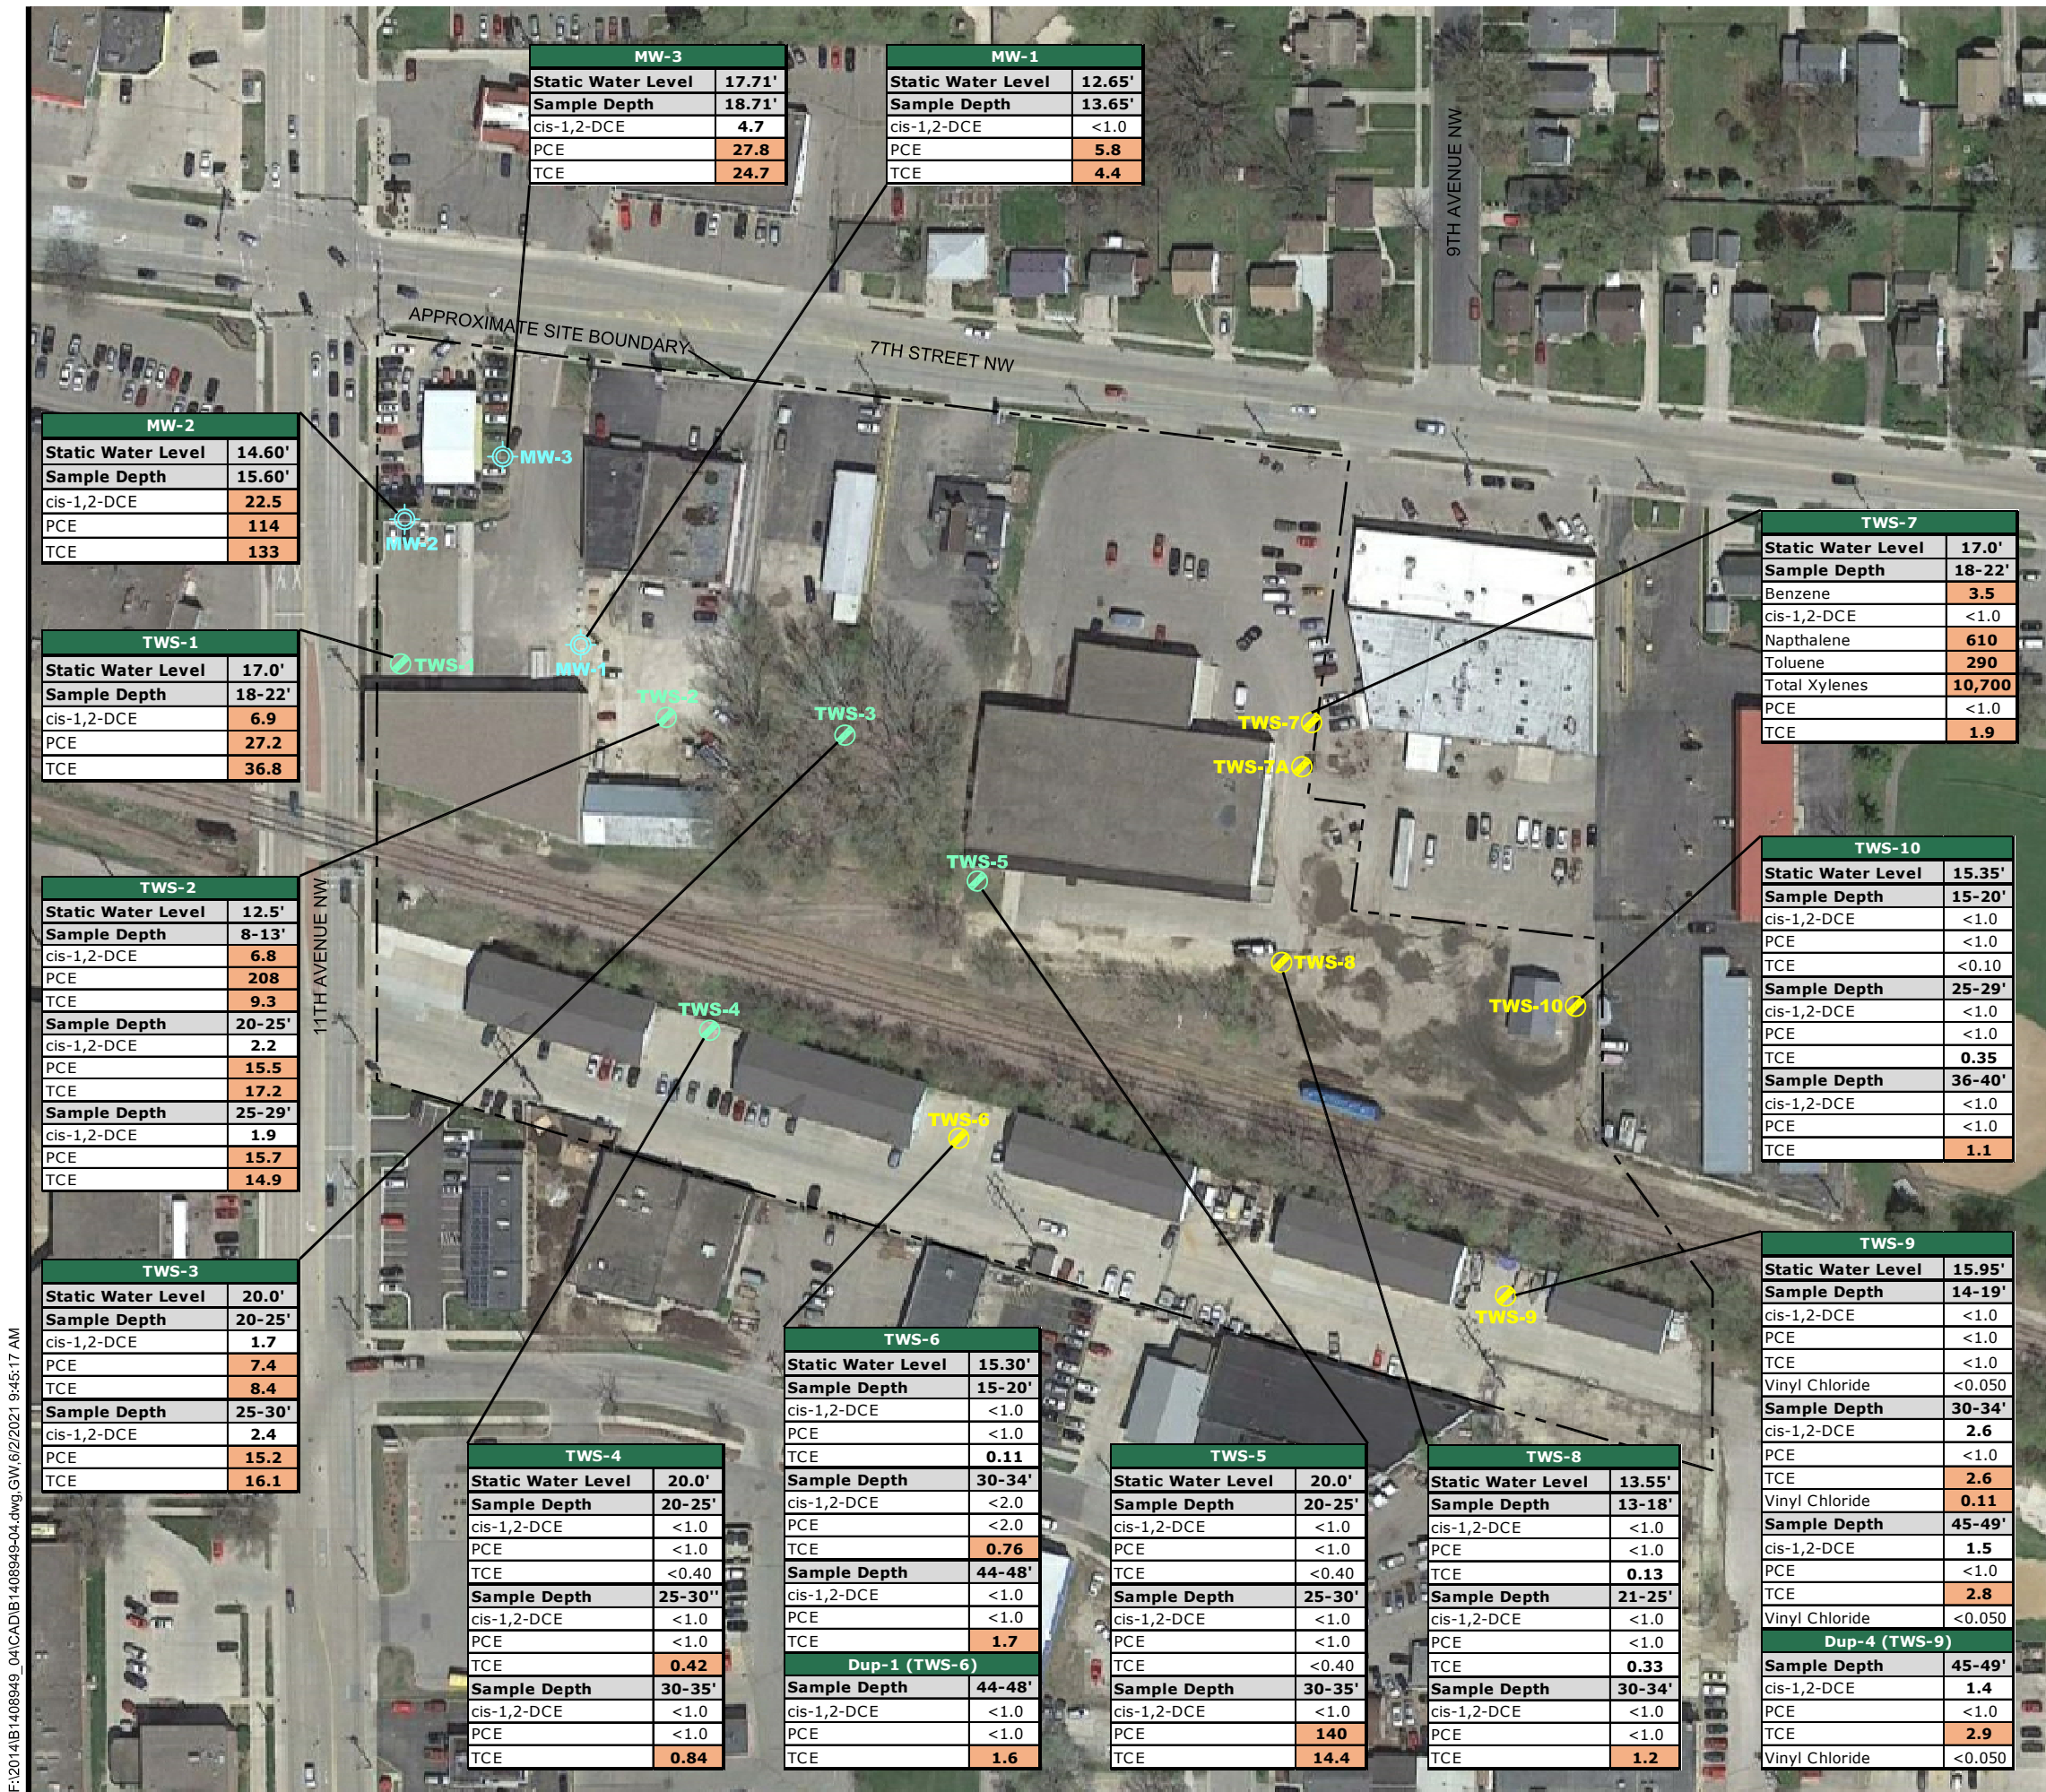 MW-3
Static Water Level 17.71'
Sample Depth 18.71'
cis-1,2-DCE 4.7
PCE 27.8
TCE 24.7
MW-1
Static Water Level 12.65'
Sample Depth 13.65'
cis-1,2-DCE <1.0
PCE 5.8
TCE 4.4
9TH AVENUE NW
APPROXIMATE SITE BOUNDARY
7TH STREET NW
MW-2
Static Water Level 14.60'
Sample Depth 15.60'
cis-1,2-DCE 22.5
PCE 114
TCE 133
MW-3
MW-2
MW-1
TWS-1
TWS-2
TWS-3
TWS-7
TWS-7A
TWS-5
TWS-8
TWS-10
TWS-4
TWS-6
TWS-9
11TH AVENUE NW
TWS-7
Static Water Level 17.0'
Sample Depth 18-22'
Benzene 3.5
cis-1,2-DCE <1.0
Napthalene 610
Toluene 290
Total Xylenes 10,700
PCE <1.0
TCE 1.9
TWS-1
Static Water Level 17.0'
Sample Depth 18-22'
cis-1,2-DCE 6.9
PCE 27.2
TCE 36.8
TWS-2
Static Water Level 12.5'
Sample Depth 8-13'
cis-1,2-DCE 6.8
PCE 208
TCE 9.3
Sample Depth 20-25'
cis-1,2-DCE 2.2
PCE 15.5
TCE 17.2
Sample Depth 25-29'
cis-1,2-DCE 1.9
PCE 15.7
TCE 14.9
TWS-10
Static Water Level 15.35'
Sample Depth 15-20'
cis-1,2-DCE <1.0
PCE <1.0
TCE <0.10
Sample Depth 25-29'
cis-1,2-DCE <1.0
PCE <1.0
TCE 0.35
Sample Depth 36-40'
cis-1,2-DCE <1.0
PCE <1.0
TCE 1.1
TWS-3
Static Water Level 20.0'
Sample Depth 20-25'
cis-1,2-DCE 1.7
PCE 7.4
TCE 8.4
Sample Depth 25-30'
cis-1,2-DCE 2.4
PCE 15.2
TCE 16.1
TWS-4
Static Water Level 20.0'
Sample Depth 20-25'
cis-1,2-DCE <1.0
PCE <1.0
TCE <0.40
Sample Depth 25-30''
cis-1,2-DCE <1.0
PCE <1.0
TCE 0.42
Sample Depth 30-35'
cis-1,2-DCE <1.0
PCE <1.0
TCE 0.84
TWS-6
Static Water Level 15.30'
Sample Depth 15-20'
cis-1,2-DCE <1.0
PCE <1.0
TCE 0.11
Sample Depth 30-34'
cis-1,2-DCE <2.0
PCE <2.0
TCE 0.76
Sample Depth 44-48'
cis-1,2-DCE <1.0
PCE <1.0
TCE 1.7
Dup-1 (TWS-6)
Sample Depth 44-48'
cis-1,2-DCE <1.0
PCE <1.0
TCE 1.6
TWS-5
Static Water Level 20.0'
Sample Depth 20-25'
cis-1,2-DCE <1.0
PCE <1.0
TCE <0.40
Sample Depth 25-30'
cis-1,2-DCE <1.0
PCE <1.0
TCE <0.40
Sample Depth 30-35'
cis-1,2-DCE <1.0
PCE 140
TCE 14.4
TWS-8
Static Water Level 13.55'
Sample Depth 13-18'
cis-1,2-DCE <1.0
PCE <1.0
TCE 0.13
Sample Depth 21-25'
cis-1,2-DCE <1.0
PCE <1.0
TCE 0.33
Sample Depth 30-34'
cis-1,2-DCE <1.0
PCE <1.0
TCE 1.2
TWS-9
Static Water Level 15.95'
Sample Depth 14-19'
cis-1,2-DCE <1.0
PCE <1.0
TCE <1.0
Vinyl Chloride <0.050
Sample Depth 30-34'
cis-1,2-DCE 2.6
PCE <1.0
TCE 2.6
Vinyl Chloride 0.11
Sample Depth 45-49'
cis-1,2-DCE 1.5
PCE <1.0
TCE 2.8
Vinyl Chloride <0.050
Dup-4 (TWS-9)
Sample Depth 45-49'
cis-1,2-DCE 1.4
PCE <1.0
TCE 2.9
Vinyl Chloride <0.050
F:\2014\B1408949_04\CAD\B1408949-04.dwg,GW,6/2/2021 9:45:17 AM